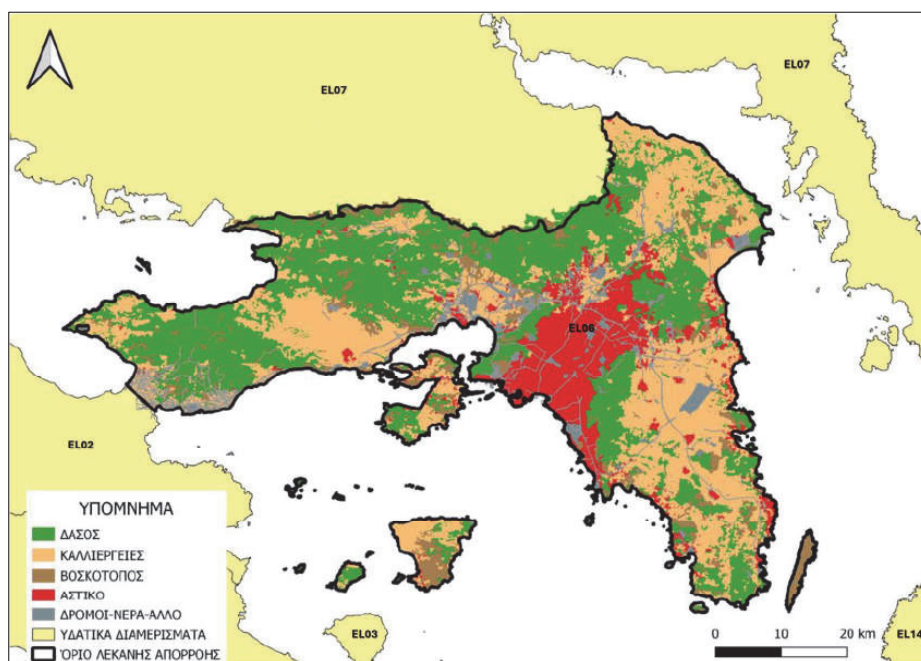 EL07
EL07
EL06
EL02
EL03
EL14
ΥΠΟΜΝΗΜΑ
ΔΑΣΟΣ
ΚΑΛΛΙΕΡΓΕΙΕΣ
ΒΟΣΚΟΤΟΠΟΣ
ΑΣΤΙΚΟ
ΔΡΟΜΟΙ-ΝΕΡΑ-ΑΛΛΟ
ΥΔΑΤΙΚΑ ΔΙΑΜΕΡΙΣΜΑΤΑ
ΌΡΙΟ ΛΕΚΑΝΗΣ ΑΠΟΡΡΟΗΣ
0 10 20 km